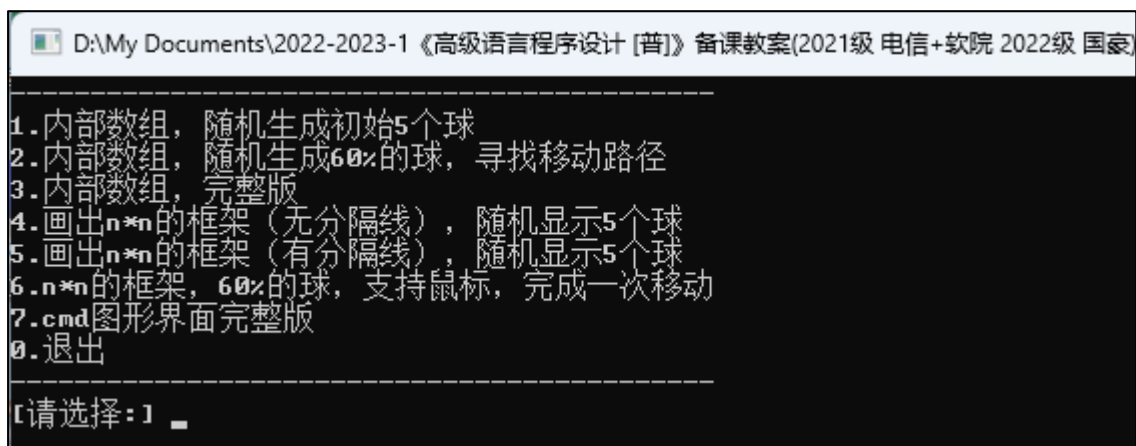 D:\My Documents\2022-2023-1《高级语言程序设计 [普]》备课教案(2021级 电信+软院 2022级 国豪)
--------------------------------------------
1.内部数组，随机生成初始5个球
2.内部数组，随机生成60%的球，寻找移动路径
3.内部数组，完整版
4.画出n*n的框架（无分隔线），随机显示5个球
5.画出n*n的框架（有分隔线），随机显示5个球
6.n*n的框架，60%的球，支持鼠标，完成一次移动
7.cmd图形界面完整版
0.退出
--------------------------------------------
[请选择:] _